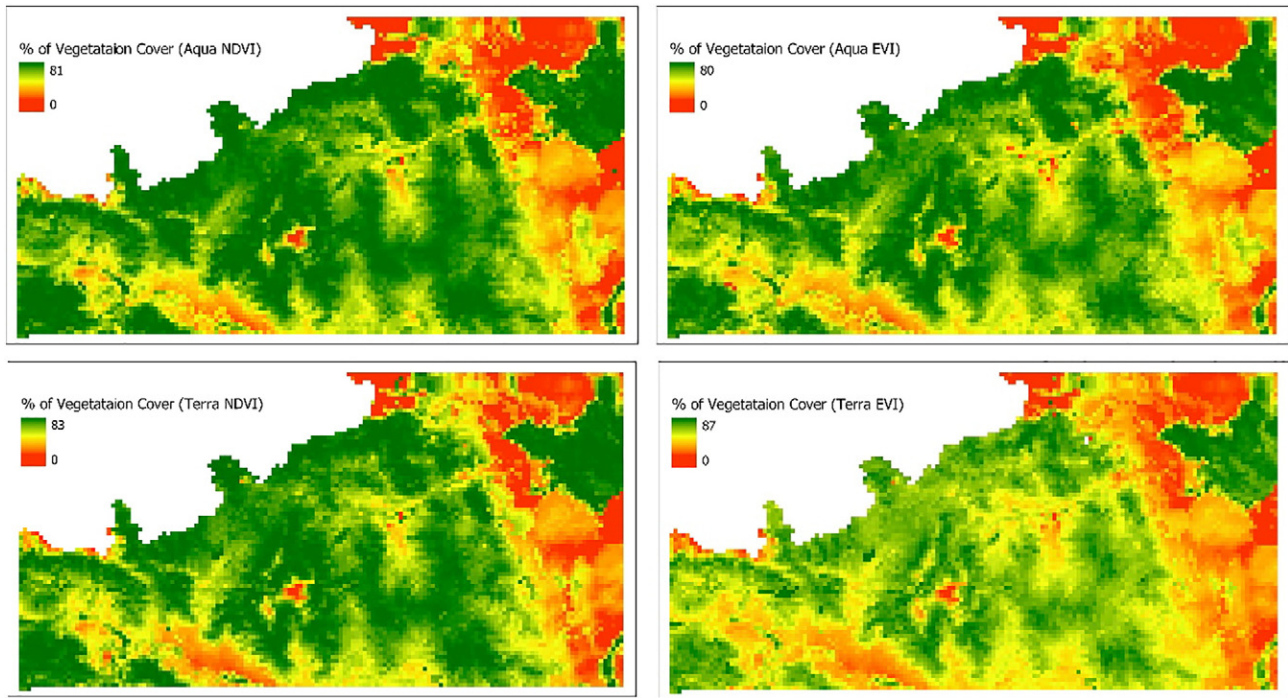 % of Vegetataion Cover (Aqua NDVI)
81
0
% of Vegetataion Cover (Aqua EVI)
80
0
% of Vegetataion Cover (Terra NDVI)
83
0
% of Vegetataion Cover (Terra EVI)
87
0